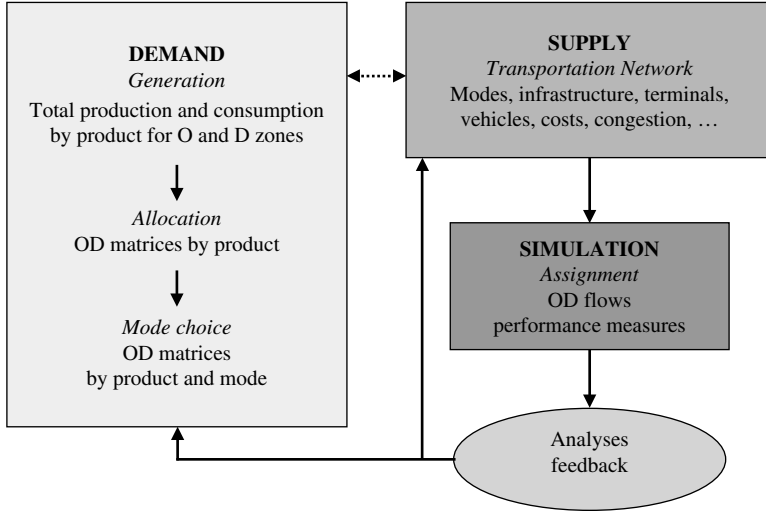 DEMAND
Generation
Total production and consumption
by product for O and D zones
Allocation
OD matrices by product
Mode choice
OD matrices
by product and mode
SUPPLY
Transportation Network
Modes, infrastructure, terminals,
vehicles, costs, congestion, …
SIMULATION
Assignment
OD flows
performance measures
Analyses
feedback